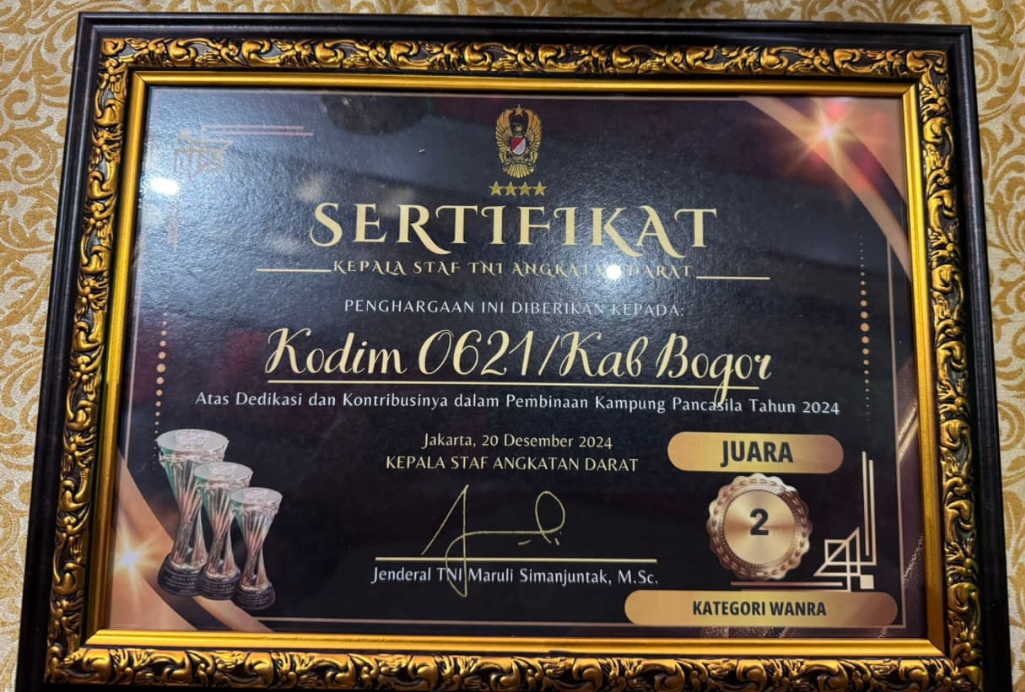 SERTIFIKAT
KEPALA STAF TNI ANGKATAN DARAT
PENGHARGAAN INI DIBERIKAN KEPADA:
Kodim 0621/Kab Bogor
Atas Dedikasi dan Kontribusinya dalam Pembinaan Kampung Pancasila Tahun 2024
Jakarta, 20 Desember 2024
KEPALA STAF ANGKATAN DARAT
Jenderal TNI Maruli Simanjuntak, M.Sc.
JUARA
2
KATEGORI WANRA